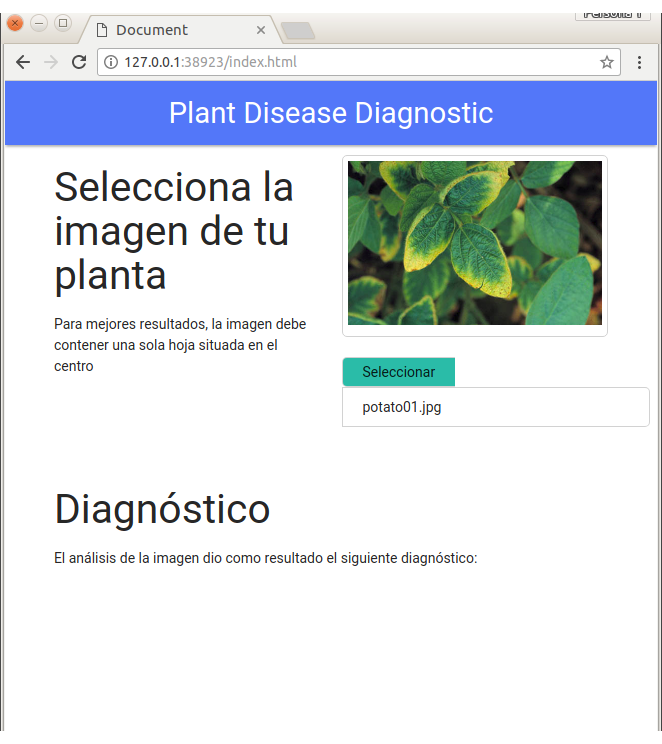 Persona 1
Document
127.0.0.1:38923/index.html
Plant Disease Diagnostic
Selecciona la
imagen de tu
planta
Para mejores resultados, la imagen debe
contener una sola hoja situada en el
centro
Seleccionar
potato01.jpg
Diagnóstico
El análisis de la imagen dio como resultado el siguiente diagnóstico: